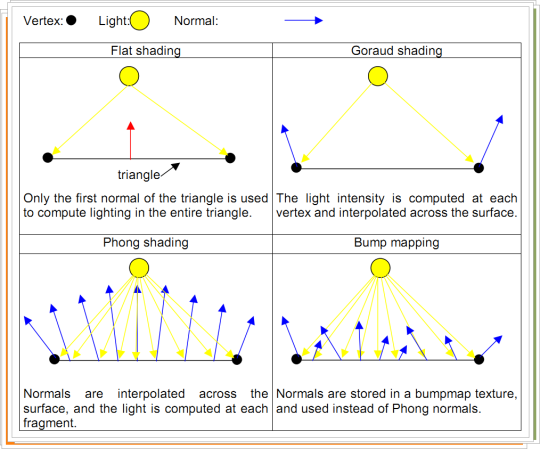 Vertex: Light: Normal:
Flat shading
Goraud shading
triangle
Only the first normal of the triangle is used
to compute lighting in the entire triangle.
The light intensity is computed at each
vertex and interpolated across the surface.
Phong shading
Bump mapping
Normals are interpolated across the
surface, and the light is computed at each
fragment.
Normals are stored in a bumpmap texture,
and used instead of Phong normals.